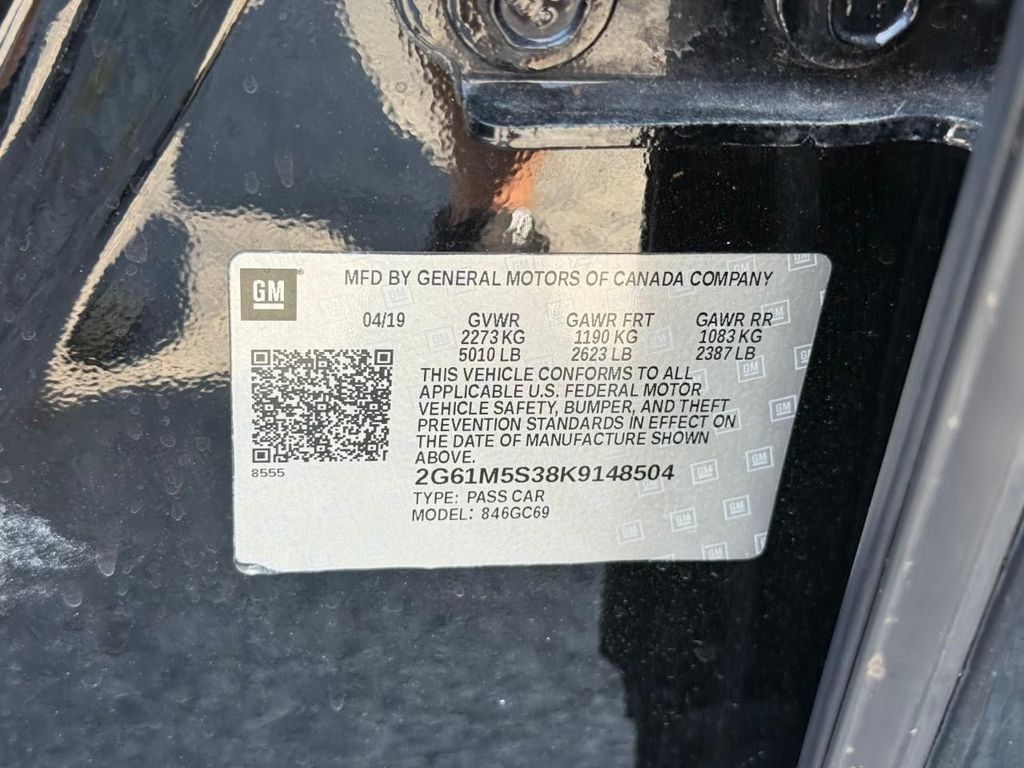 GM
MFD BY GENERAL MOTORS OF CANADA COMPANY
04/19 GVWR GAWR FRT GAWR RR
2273 KG 1190 KG 1083 KG
5010 LB 2623 LB 2387 LB
THIS VEHICLE CONFORMS TO ALL
APPLICABLE U.S. FEDERAL MOTOR
VEHICLE SAFETY, BUMPER, AND THEFT
PREVENTION STANDARDS IN EFFECT ON
THE DATE OF MANUFACTURE SHOWN
ABOVE.
8555
2G61M5S38K9148504
TYPE: PASS CAR
MODEL: 846GC69